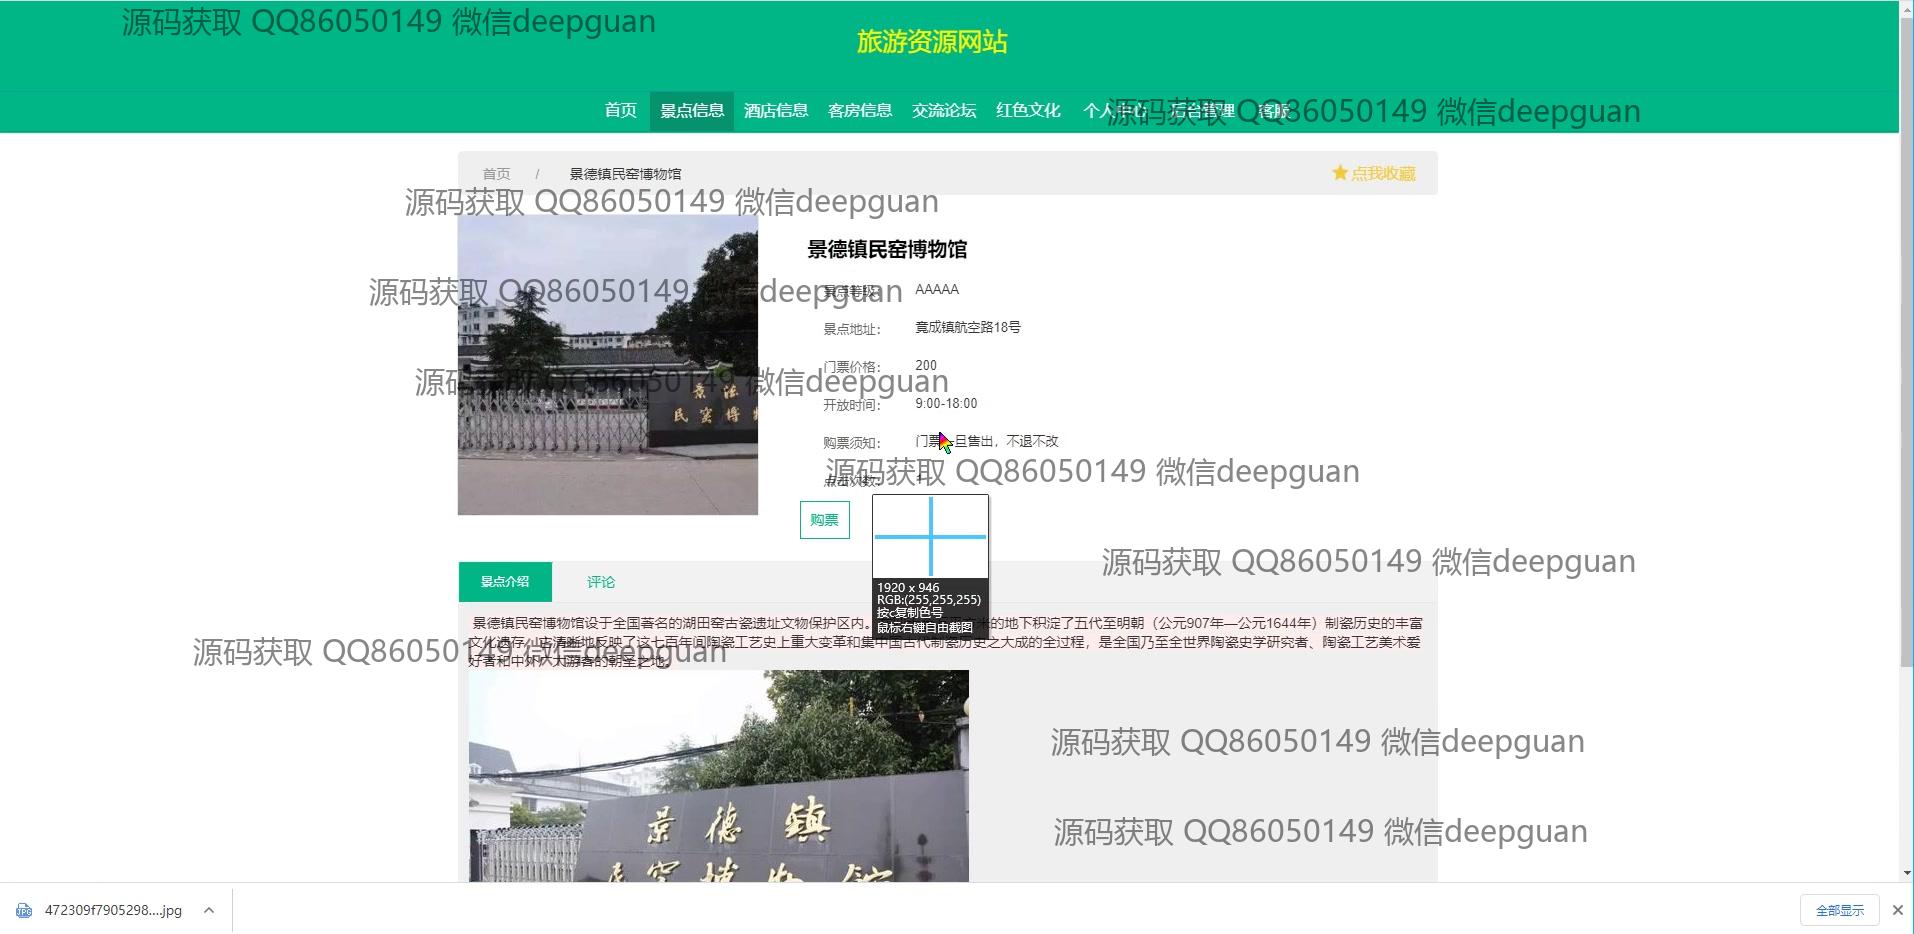 源码获取 QQ86050149 微信deepguan
旅游资源网站
首页 景点信息 酒店信息 客房信息 交流论坛 红色文化 个人中心 后台管理 客服
源码获取 QQ86050149 微信deepguan
首页 / 景德镇民窑博物馆
点我收藏
源码获取 QQ86050149 微信deepguan
景德镇民窑博物馆
源码获取 QQ86050149 微信deepguan
景点等级: AAAAA
景点地址: 竟成镇航空路18号
门票价格: 200
源码获取 QQ86050149 微信deepguan
开放时间: 9:00-18:00
购票须知: 门票一旦售出，不退不改
源码获取 QQ86050149 微信deepguan
点击次数: 1
购票
1920 x 946
RGB:(255,255,255)
按c复制色号
鼠标右键自由截图
源码获取 QQ86050149 微信deepguan
景点介绍 评论
景德镇民窑博物馆设于全国著名的湖田窑古瓷遗址文物保护区内。 米的地下积淀了五代至明朝（公元907年—公元1644年）制瓷历史的丰富
文化遗存，它清晰地反映了这七百年间陶瓷工艺史上重大变革和集中国古代制瓷历史之大成的全过程，是全国乃至全世界陶瓷史学研究者、陶瓷工艺美术爱
好者和中外广大游客的朝圣之地。
源码获取 QQ86050149 微信deepguan
景德镇
民窑博物馆
源码获取 QQ86050149 微信deepguan
源码获取 QQ86050149 微信deepguan
472309f7905298....jpg
全部显示